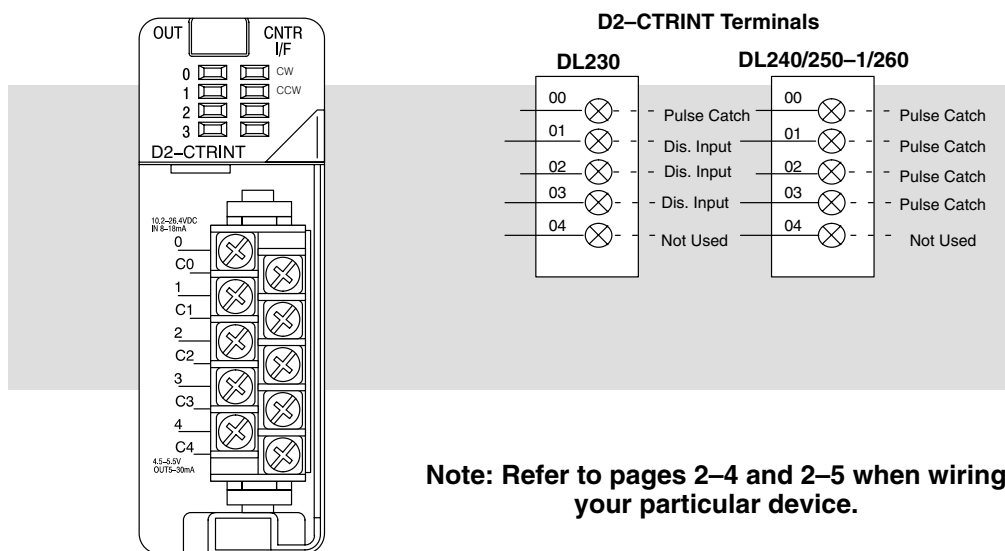 OUT
CNTR
I/F
0
CW
1
CCW
2
3
D2–CTRINT
10.2–26.4VDC
IN 8–18mA
0
C0
1
C1
2
C2
3
C3
4
C4
4.5–5.5V
OUT5–30mA
D2–CTRINT Terminals
DL230
00
Pulse Catch
01
Dis. Input
02
Dis. Input
03
Dis. Input
04
Not Used
DL240/250–1/260
00
Pulse Catch
01
Pulse Catch
02
Pulse Catch
03
Pulse Catch
04
Not Used
Note: Refer to pages 2–4 and 2–5 when wiring
your particular device.